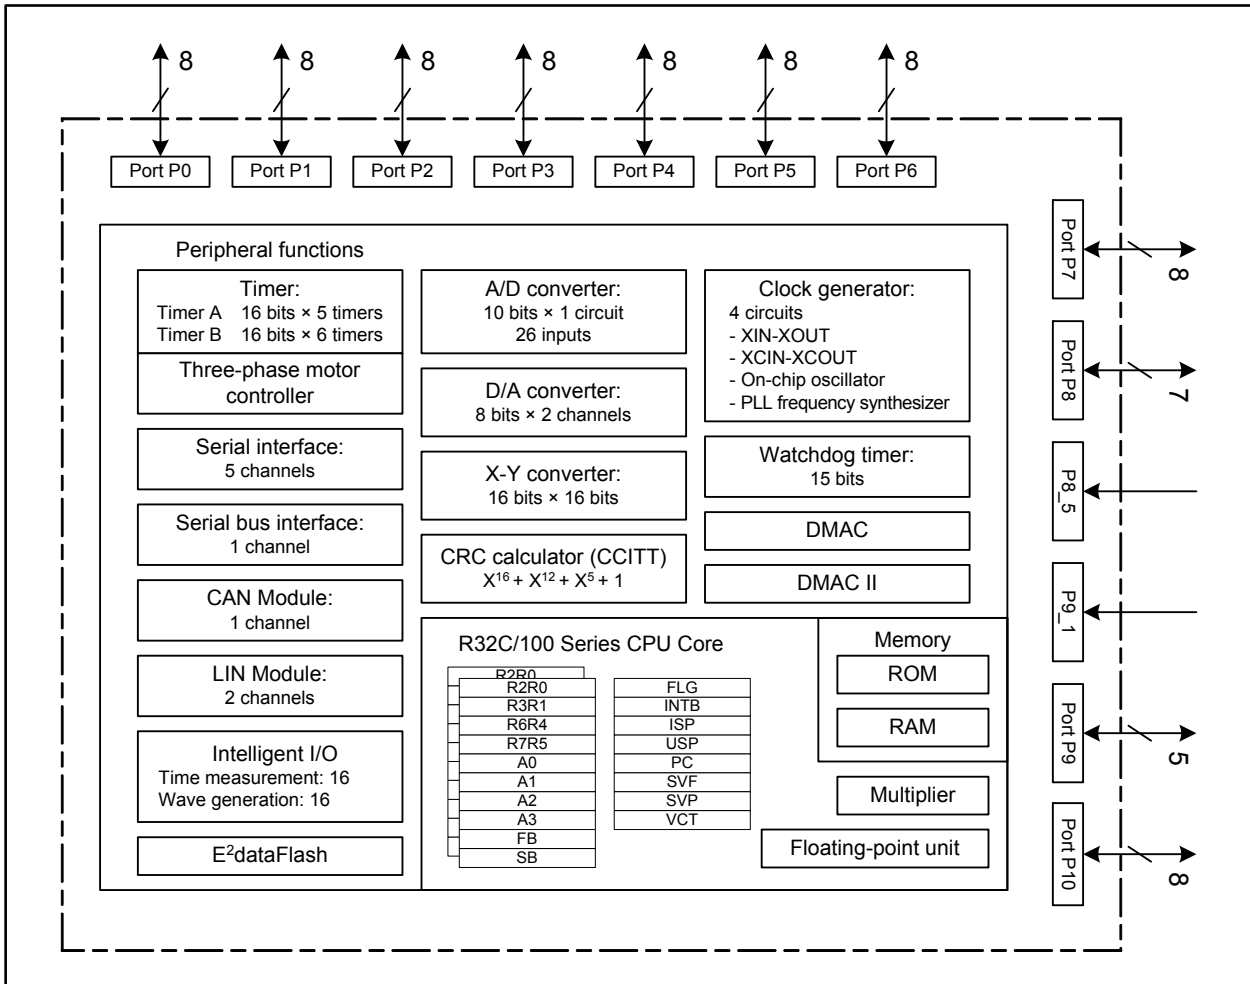 8 8 8 8 8 8 8
Port P0 Port P1 Port P2 Port P3 Port P4 Port P5 Port P6
Peripheral functions
Timer:
Timer A 16 bits × 5 timers
Timer B 16 bits × 6 timers
Three-phase motor
controller
Serial interface:
5 channels
Serial bus interface:
1 channel
CAN Module:
1 channel
LIN Module:
2 channels
Intelligent I/O
Time measurement: 16
Wave generation: 16
E²dataFlash
A/D converter:
10 bits × 1 circuit
26 inputs
D/A converter:
8 bits × 2 channels
X-Y converter:
16 bits × 16 bits
CRC calculator (CCITT)
X¹⁶ + X¹² + X⁵ + 1
Clock generator:
4 circuits
- XIN-XOUT
- XCIN-XCOUT
- On-chip oscillator
- PLL frequency synthesizer
Watchdog timer:
15 bits
DMAC
DMAC II
R32C/100 Series CPU Core
R2R0
R2R0
R3R1
R6R4
R7R5
A0
A1
A2
A3
FB
SB
FLG
INTB
ISP
USP
PC
SVF
SVP
VCT
Memory
ROM
RAM
Multiplier
Floating-point unit
Port P7
8
Port P8
7
P8_5
P9_1
Port P9
5
Port P10
8